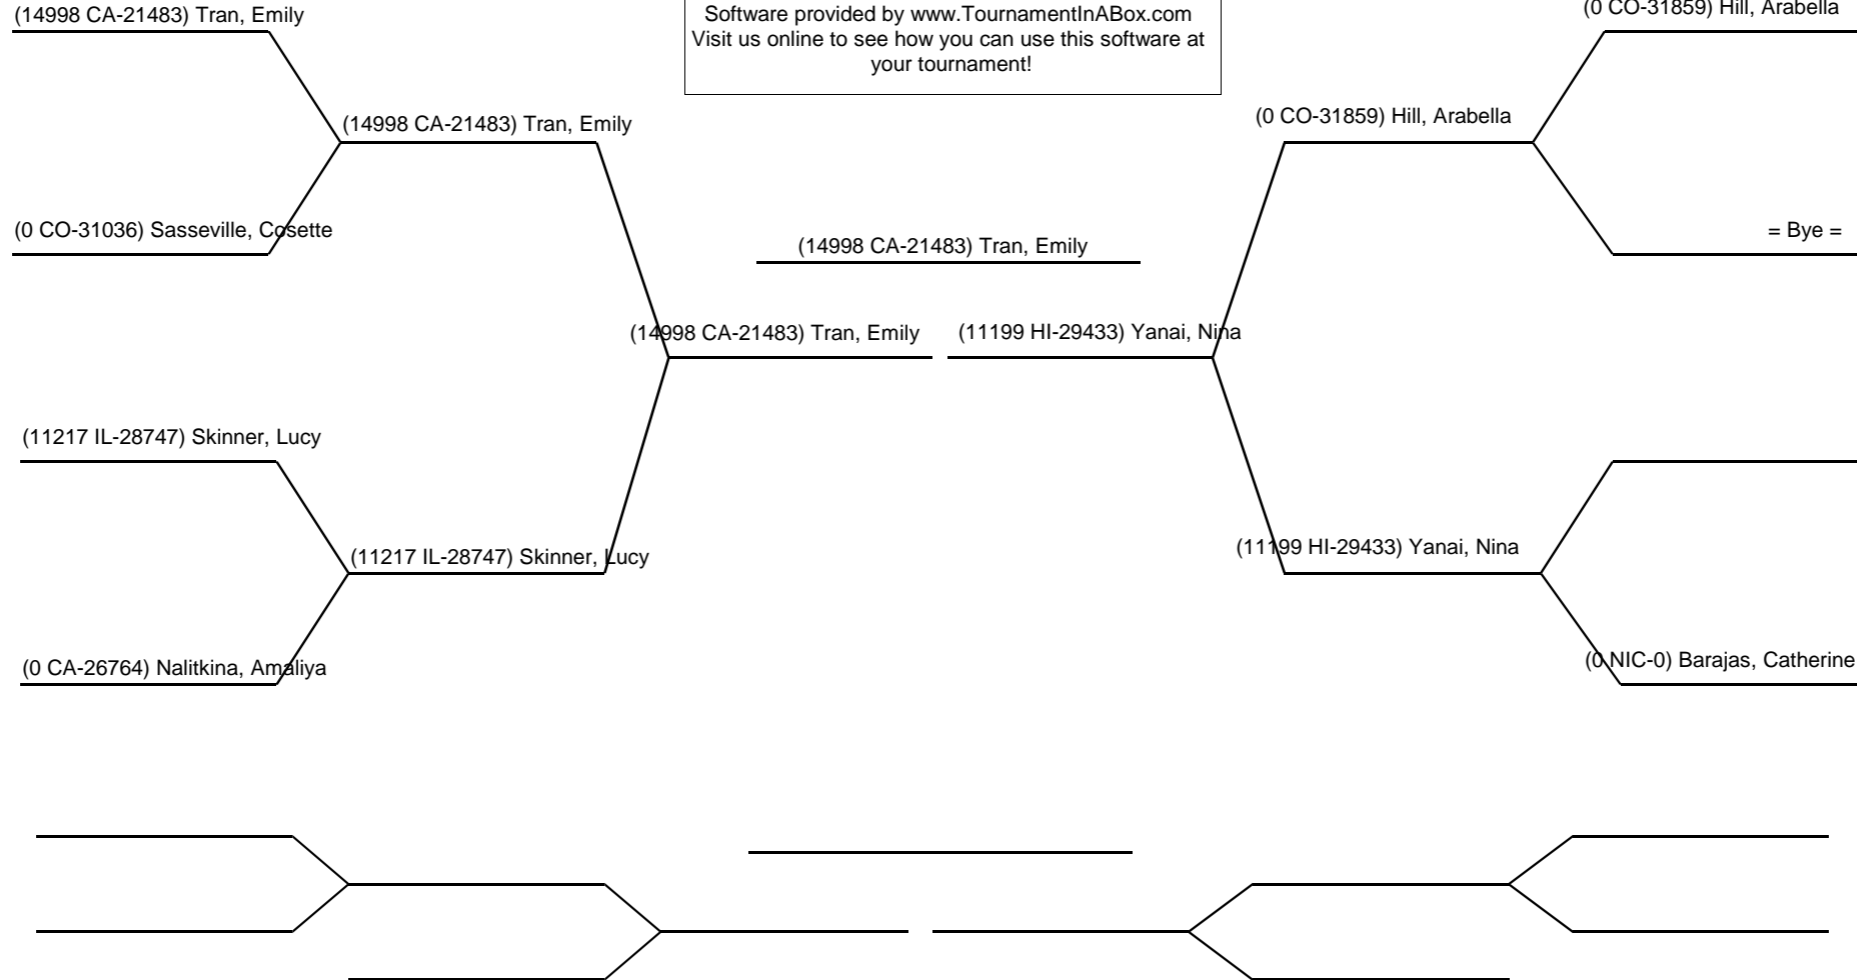 (14998 CA-21483) Tran, Emily
Software provided by www.TournamentInABox.com
Visit us online to see how you can use this software at
your tournament!
(0 CO-31859) Hill, Arabella
(14998 CA-21483) Tran, Emily
(0 CO-31859) Hill, Arabella
(0 CO-31036) Sasseville, Cosette
= Bye =
(14998 CA-21483) Tran, Emily
(14998 CA-21483) Tran, Emily
(11199 HI-29433) Yanai, Nina
(11217 IL-28747) Skinner, Lucy
(11217 IL-28747) Skinner, Lucy
(11199 HI-29433) Yanai, Nina
(0 CA-26764) Nalitkina, Amaliya
(0 NIC-0) Barajas, Catherine